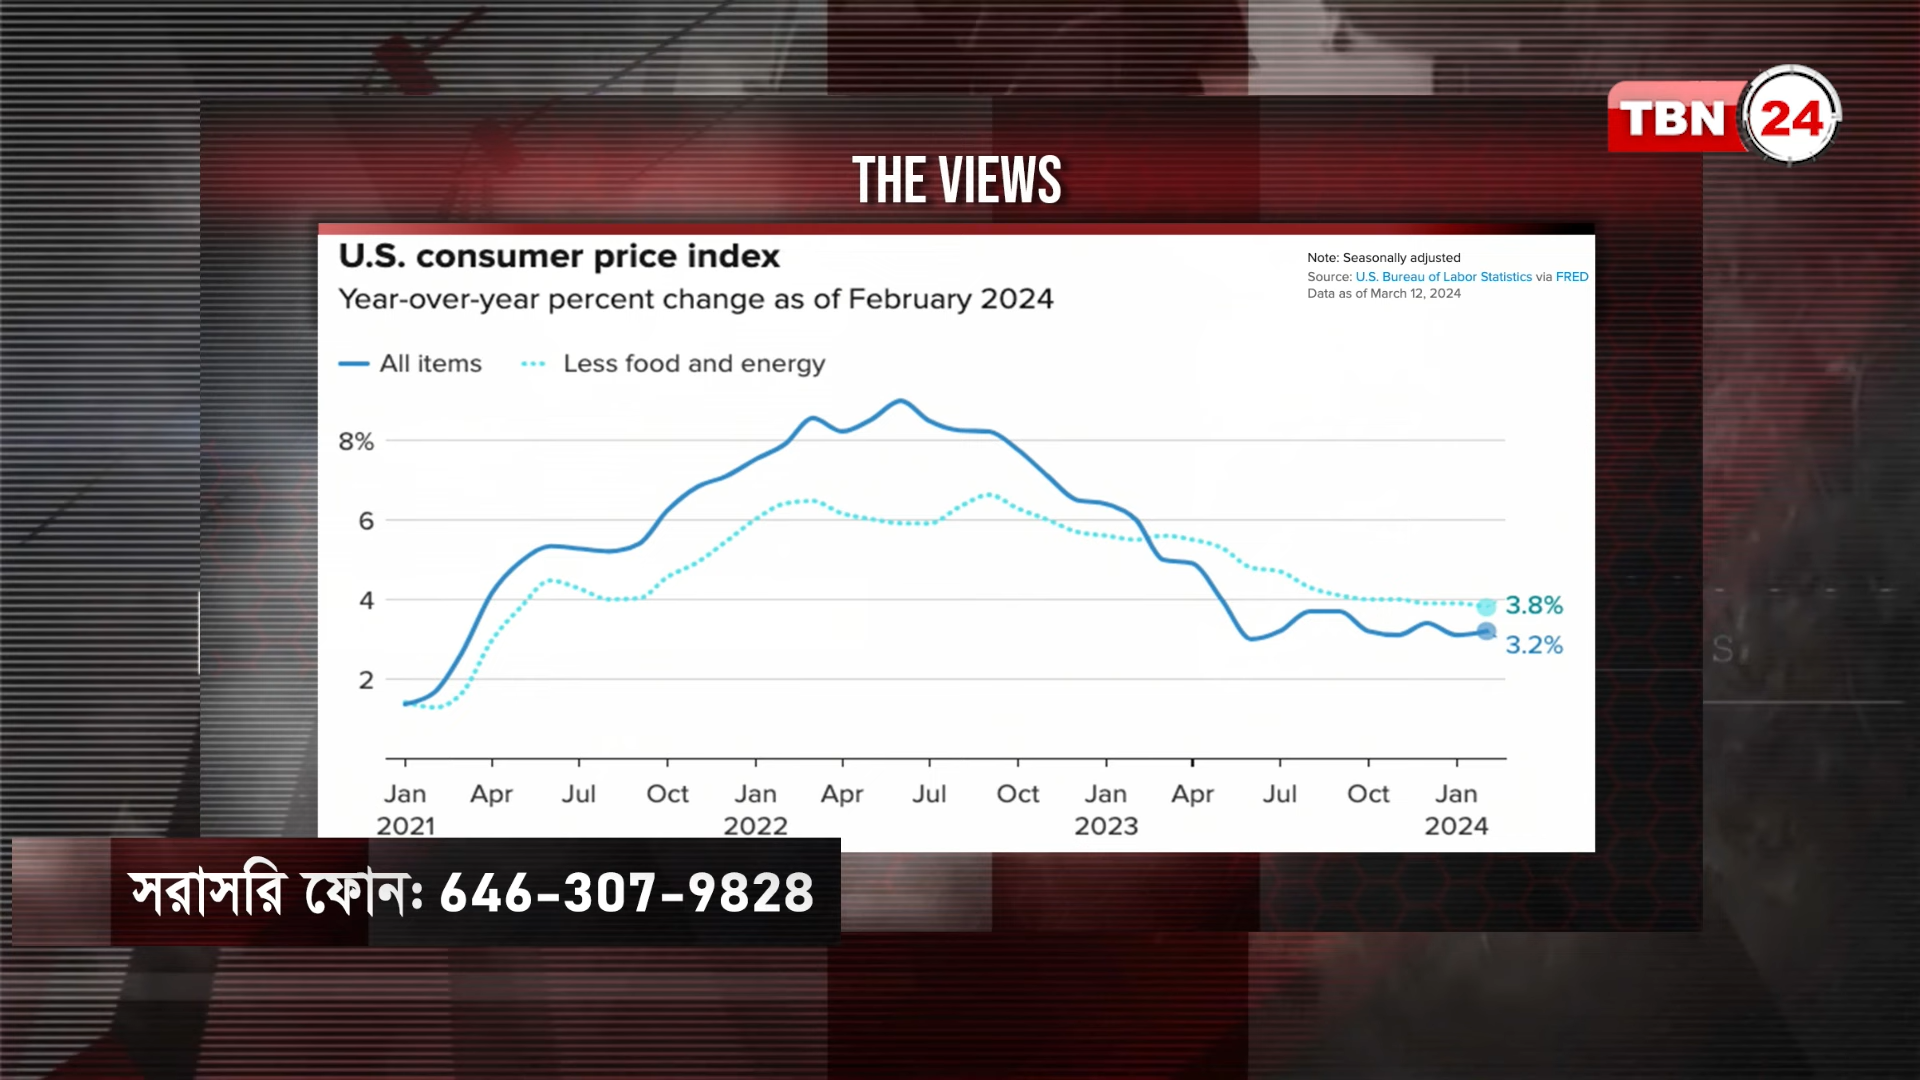 TBN 24
THE VIEWS
U.S. consumer price index
Year-over-year percent change as of February 2024
Note: Seasonally adjusted
Source: U.S. Bureau of Labor Statistics via FRED
Data as of March 12, 2024
All items Less food and energy
8%
6
4
2
3.8%
3.2%
Jan Apr Jul Oct Jan Apr Jul Oct Jan Apr Jul Oct Jan
2021 2022 2023 2024
সরাসরি ফোন: 646-307-9828
S